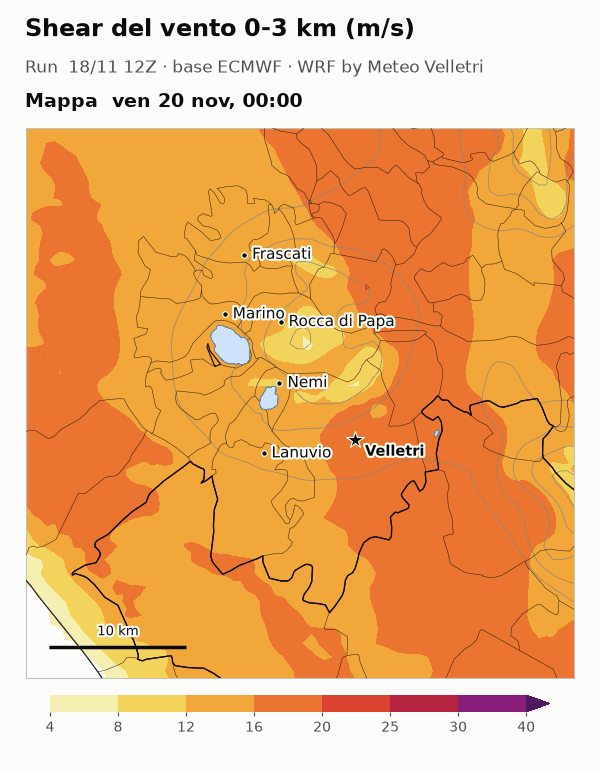 Shear del vento 0-3 km (m/s)
Run  18/11 12Z · base ECMWF · WRF by Meteo Velletri
Mappa  ven 20 nov, 00:00
Frascati
Marino
Rocca di Papa
Nemi
Velletri
Lanuvio
10 km
4 8 12 16 20 25 30 40